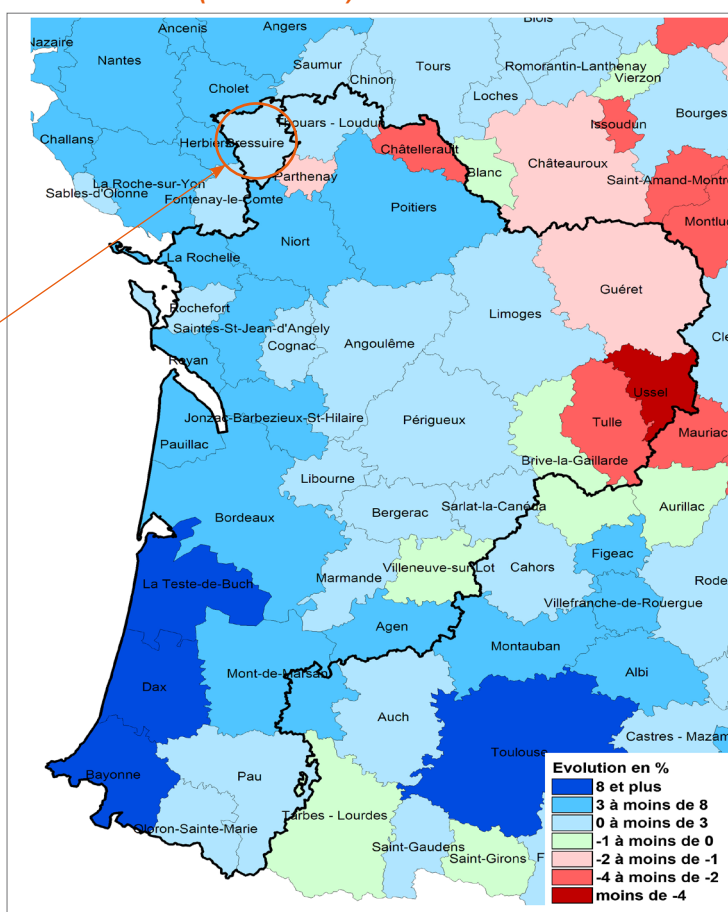 Ancenis
Angers
Blois
Nazaire
Nantes
Saumur
Tours
Romorantin-Lanthenay
Chinon
Vierzon
Cholet
Loches
Bourges
Challans
Herbiers
Bressuire
Thouars - Loudun
Issoudun
Châtellerault
Châteauroux
Blanc
Parthenay
Saint-Amand-Montr
La Roche-sur-Yon
Sables-d'Olonne
Fontenay-le-Comte
Poitiers
Montlu
Niort
La Rochelle
Guéret
Rochefort
Limoges
Saintes-St-Jean-d'Angely
Cle
Cognac
Angoulême
Royan
Ussel
Jonzac-Barbezieux-St-Hilaire
Périgueux
Tulle
Mauriac
Pauillac
Brive-la-Gaillarde
Libourne
Sarlat-la-Canéda
Aurillac
Bordeaux
Bergerac
Figeac
Villeneuve-sur-Lot
Cahors
Marmande
La Teste-de-Buch
Rode
Villefranche-de-Rouergue
Agen
Montauban
Mont-de-Marsan
Albi
Dax
Auch
Castres - Mazam
Toulouse
Bayonne
Pau
Tarbes - Lourdes
Oloron-Sainte-Marie
Saint-Gaudens
Saint-Girons
F
Evolution en %
8 et plus
3 à moins de 8
0 à moins de 3
-1 à moins de 0
-2 à moins de -1
-4 à moins de -2
moins de -4